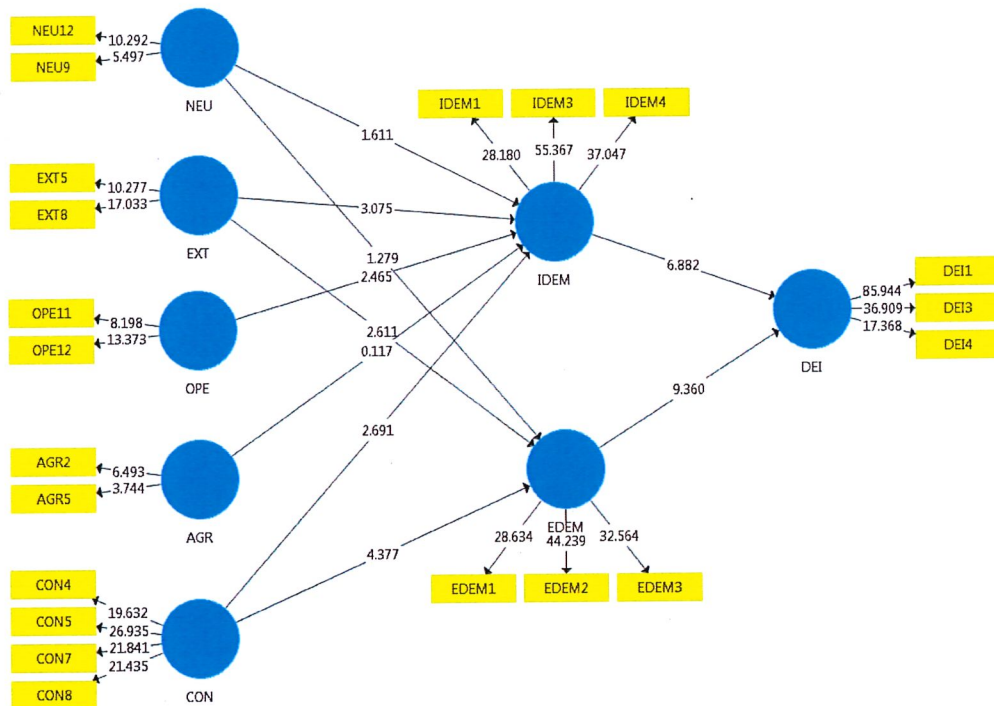 NEU12
10.292
NEU9
5.497
NEU
EXT5
10.277
EXT8
17.033
EXT
OPE11
8.198
OPE12
13.373
OPE
AGR2
6.493
AGR5
3.744
AGR
CON4
19.632
CON5
26.935
CON7
21.841
CON8
21.435
CON
1.611
3.075
1.279
2.465
2.611
0.117
2.691
4.377
IDEM1
IDEM3
IDEM4
28.180
55.367
37.047
IDEM
EDEM
28.634
44.239
32.564
EDEM1
EDEM2
EDEM3
6.882
9.360
DEI
85.944
DEI1
36.909
DEI3
17.368
DEI4